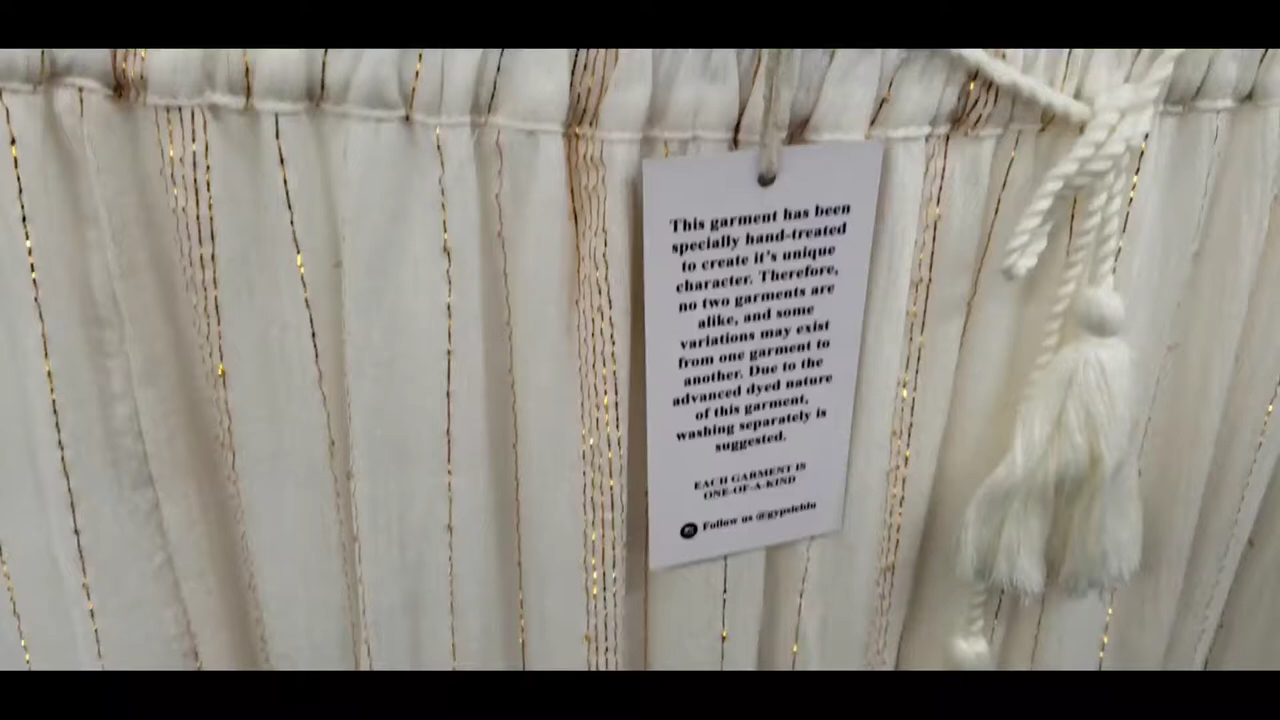 This garment has been
specially hand-treated
to create it's unique
character. Therefore,
no two garments are
alike, and some
variations may exist
from one garment to
another. Due to the
advanced dyed nature
of this garment,
washing separately is
suggested.
EACH GARMENT IS
ONE-OF-A-KIND
Follow us